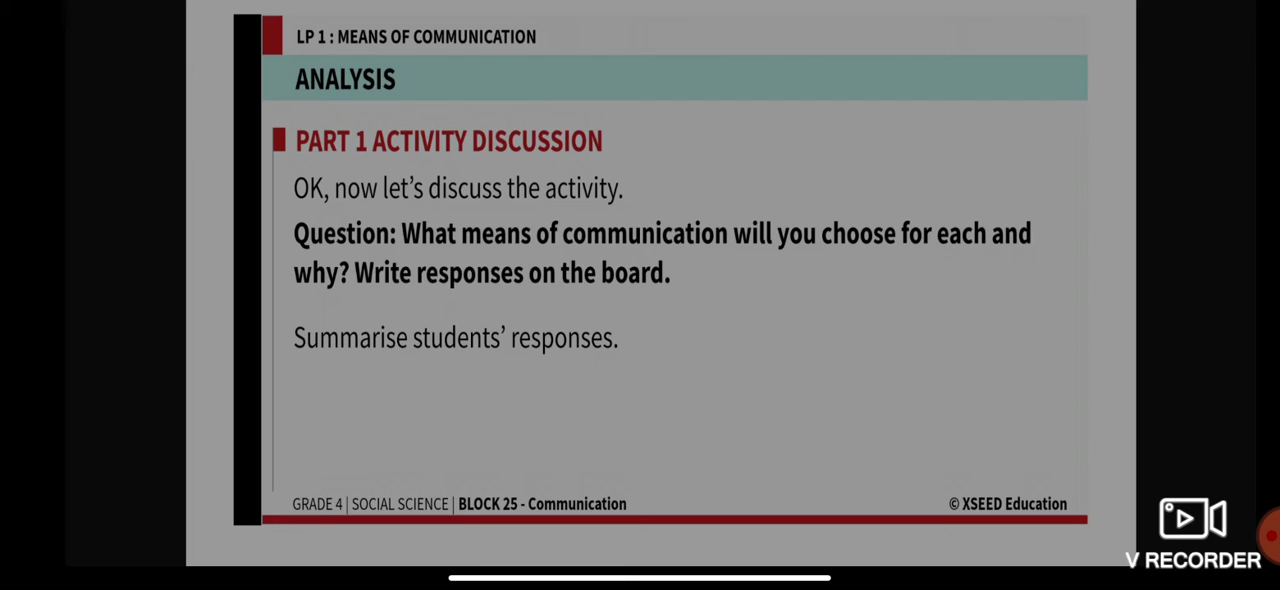 LP 1 : MEANS OF COMMUNICATION
ANALYSIS
PART 1 ACTIVITY DISCUSSION
OK, now let’s discuss the activity.
Question: What means of communication will you choose for each and
why? Write responses on the board.
Summarise students’ responses.
GRADE 4 | SOCIAL SCIENCE | BLOCK 25 - Communication
© XSEED Education
V RECORDER